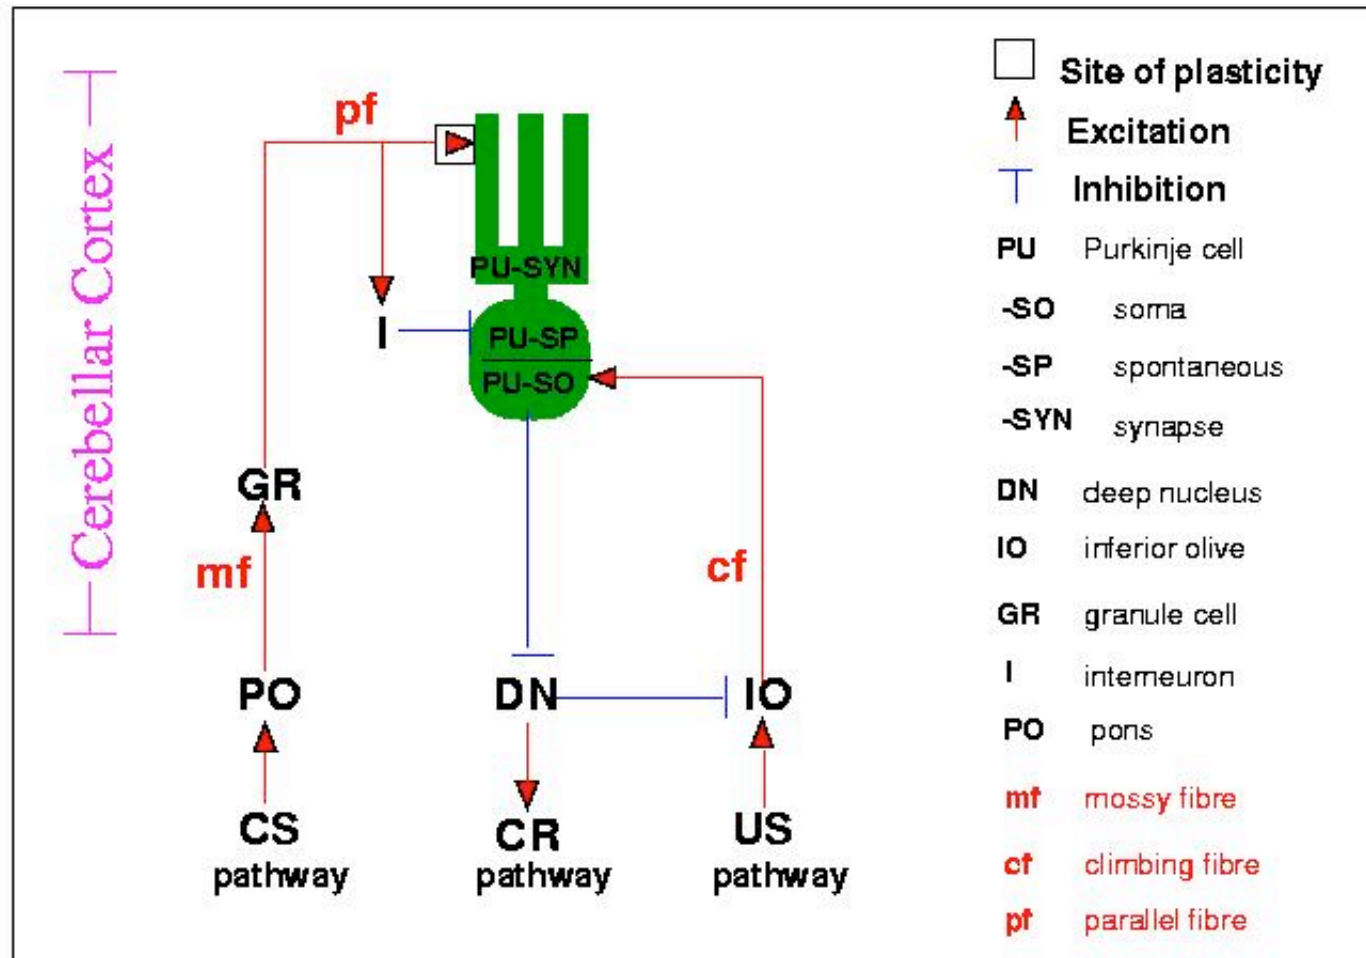 Cerebellar Cortex
pf
PU-SYN
I
PU-SP
PU-SO
GR
mf
cf
PO
DN
IO
CS
pathway
CR
pathway
US
pathway
Site of plasticity
Excitation
Inhibition
PU Purkinje cell
-SO soma
-SP spontaneous
-SYN synapse
DN deep nucleus
IO inferior olive
GR granule cell
I interneuron
PO pons
mf mossy fibre
cf climbing fibre
pf parallel fibre